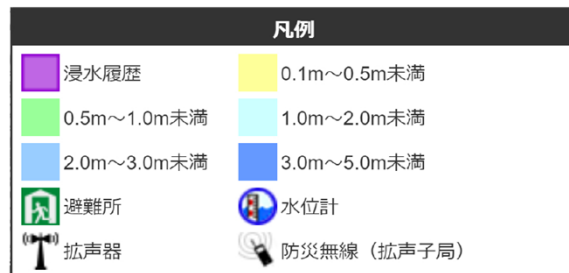 凡例
浸水履歴 0.1m～0.5m未満
0.5m～1.0m未満 1.0m～2.0m未満
2.0m～3.0m未満 3.0m～5.0m未満
避難所 水位計
拡声器 防災無線（拡声子局）